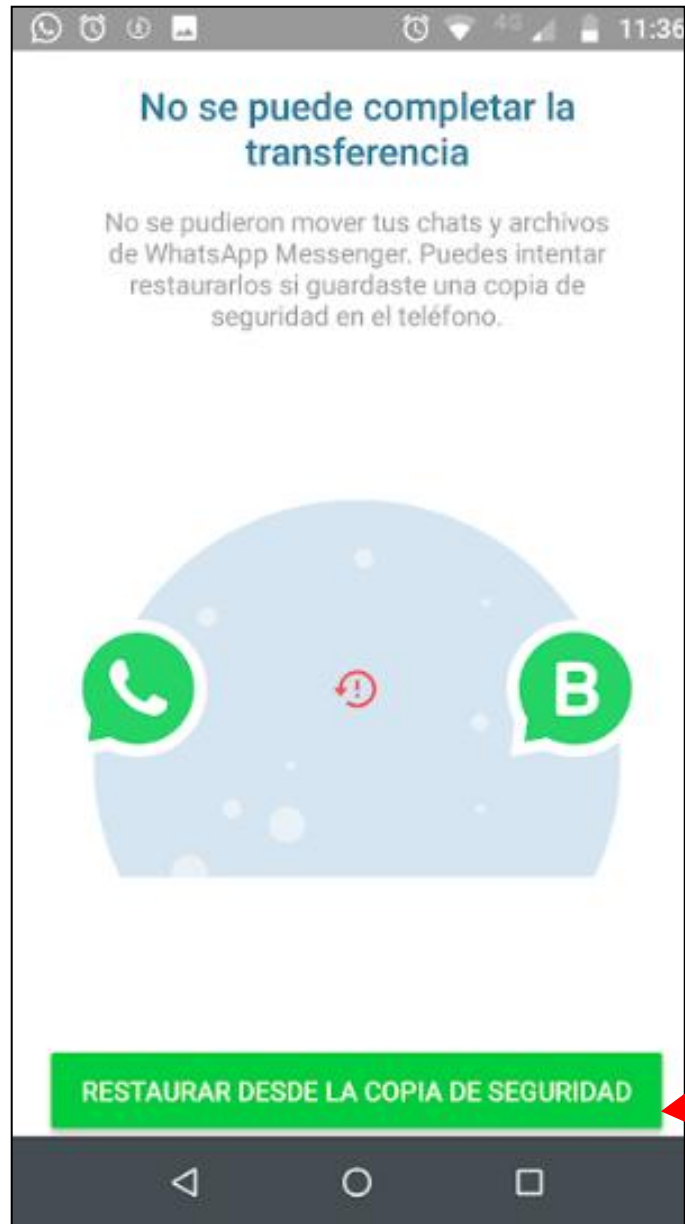 4G 11:36
No se puede completar la
transferencia
No se pudieron mover tus chats y archivos
de WhatsApp Messenger. Puedes intentar
restaurarlos si guardaste una copia de
seguridad en el teléfono.
B
RESTAURAR DESDE LA COPIA DE SEGURIDAD